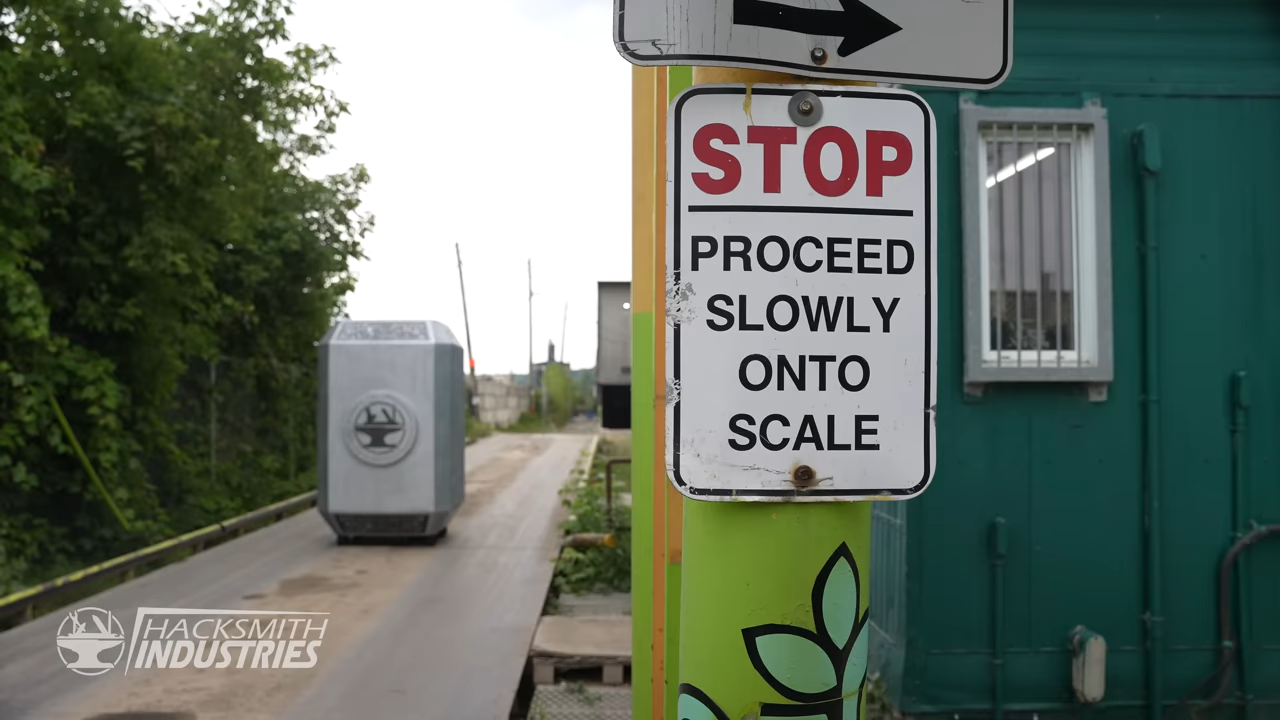 STOP
PROCEED
SLOWLY
ONTO
SCALE
HACKSMITH
INDUSTRIES